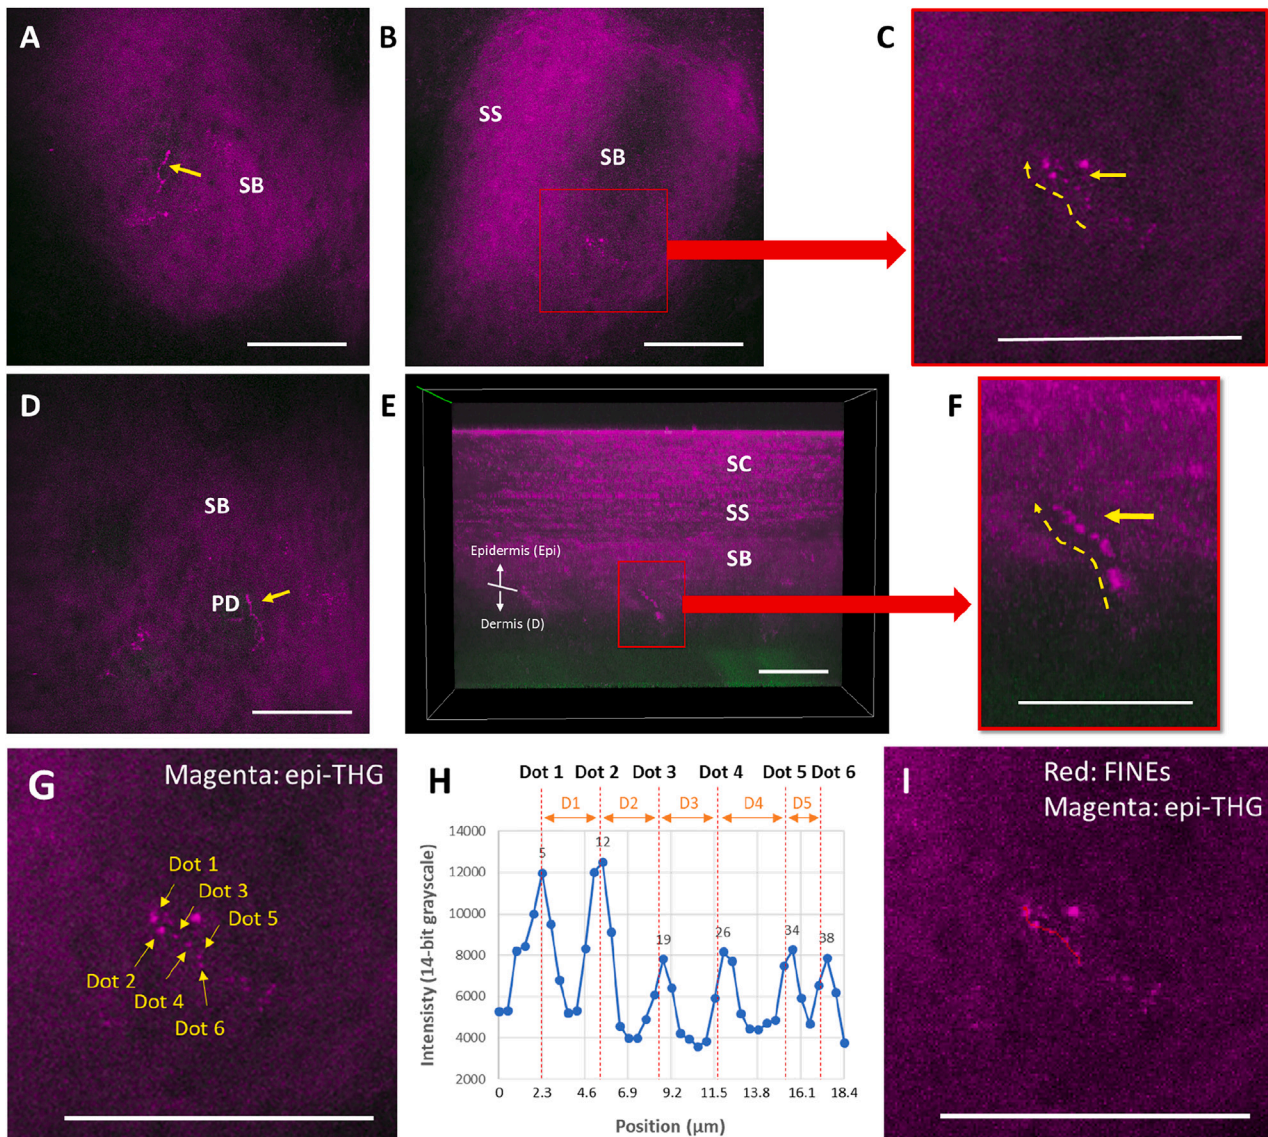 A
SB
B
SS
SB
C
D
SB
PD
E
SC
SS
SB
Epidermis (Epi)
Dermis (D)
F
G
Magenta: epi-THG
Dot 1
Dot 3
Dot 5
Dot 2
Dot 4
Dot 6
H
Dot 1 Dot 2 Dot 3 Dot 4 Dot 5 Dot 6
D1 D2 D3 D4 D5
Intensisty (14-bit grayscale)
14000
12000
10000
8000
6000
4000
2000
5 12 19 26 34 38
0 2.3 4.6 6.9 9.2 11.5 13.8 16.1 18.4
Position (µm)
I
Red: FINEs
Magenta: epi-THG